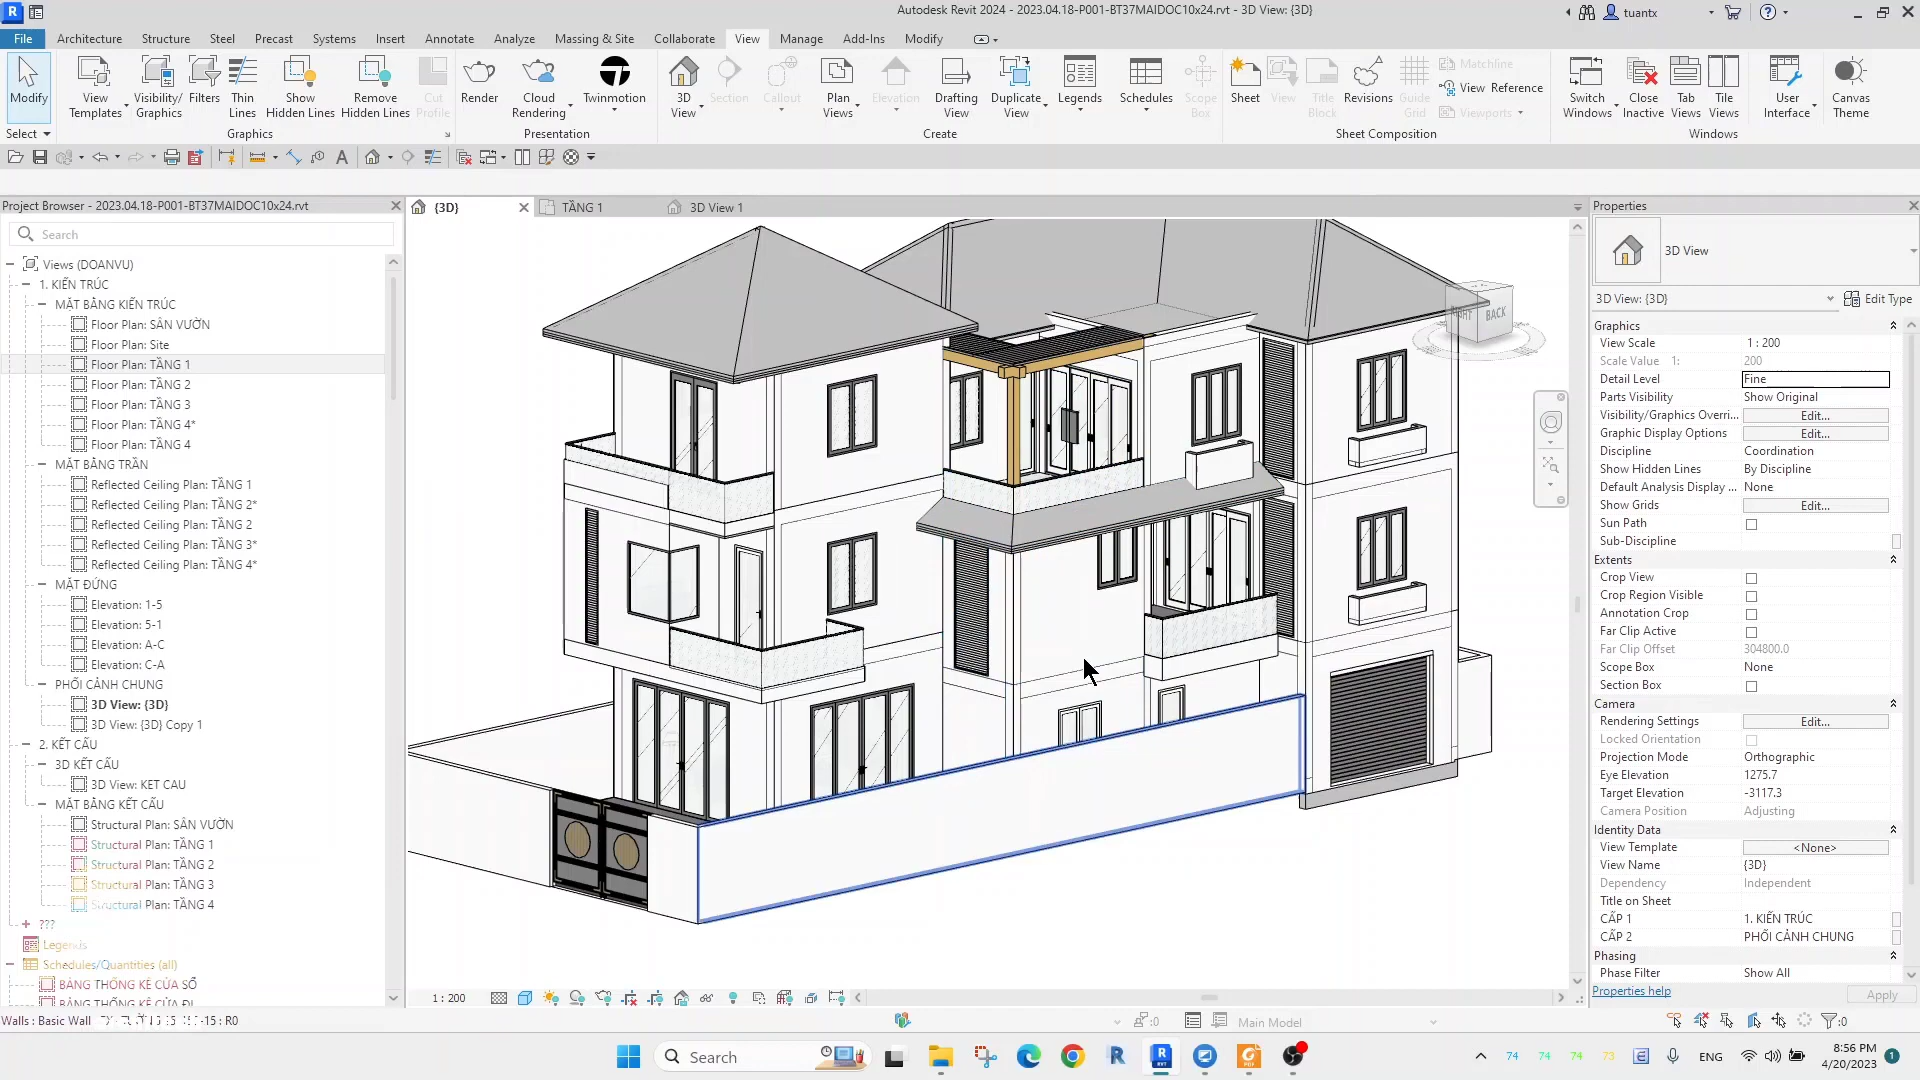 Autodesk Revit 2024 - 2023.04.18-P001-BT37MAIDOC10x24.rvt - 3D View: {3D}
tuantx
File Architecture Structure Steel Precast Systems Insert Annotate Analyze Massing & Site Collaborate View Manage Add-Ins Modify
Modify
View Templates
Visibility/ Graphics
Filters
Thin Lines
Show Hidden Lines
Remove Hidden Lines
Cut Profile
Render
Cloud Rendering
Twinmotion
3D View
Section
Callout
Plan Views
Elevation
Drafting View
Duplicate View
Legends
Schedules
Scope Box
Sheet
View
Title Block
Revisions
Guide Grid
Matchline
View Reference
Viewports
Switch Windows
Close Inactive
Tab Views
Tile Views
User Interface
Canvas Theme
Select
Graphics
Presentation
Create
Sheet Composition
Windows
Project Browser - 2023.04.18-P001-BT37MAIDOC10x24.rvt
Search
Views (DOANVU)
1. KIẾN TRÚC
MẶT BẰNG KIẾN TRÚC
Floor Plan: SÂN VƯỜN
Floor Plan: Site
Floor Plan: TẦNG 1
Floor Plan: TẦNG 2
Floor Plan: TẦNG 3
Floor Plan: TẦNG 4*
Floor Plan: TẦNG 4
MẶT BẰNG TRẦN
Reflected Ceiling Plan: TẦNG 1
Reflected Ceiling Plan: TẦNG 2*
Reflected Ceiling Plan: TẦNG 2
Reflected Ceiling Plan: TẦNG 3*
Reflected Ceiling Plan: TẦNG 4*
MẶT ĐỨNG
Elevation: 1-5
Elevation: 5-1
Elevation: A-C
Elevation: C-A
PHỐI CẢNH CHUNG
3D View: {3D}
3D View: {3D} Copy 1
2. KẾT CẤU
3D KẾT CẤU
3D View: KET CAU
MẶT BẰNG KẾT CẤU
Structural Plan: SÂN VƯỜN
Structural Plan: TẦNG 1
Structural Plan: TẦNG 2
Structural Plan: TẦNG 3
Structural Plan: TẦNG 4
???
Legends
Schedules/Quantities (all)
BẢNG THỐNG KÊ CỬA SỔ
BẢNG THỐNG KÊ CỬA ĐI
{3D}
TẦNG 1
3D View 1
BACK
1 : 200
Properties
3D View
3D View: {3D}
Edit Type
Graphics
View Scale 1 : 200
Scale Value 1: 200
Detail Level Fine
Parts Visibility Show Original
Visibility/Graphics Overri... Edit...
Graphic Display Options Edit...
Discipline Coordination
Show Hidden Lines By Discipline
Default Analysis Display ... None
Show Grids Edit...
Sun Path
Sub-Discipline
Extents
Crop View
Crop Region Visible
Annotation Crop
Far Clip Active
Far Clip Offset 304800.0
Scope Box None
Section Box
Camera
Rendering Settings Edit...
Locked Orientation
Projection Mode Orthographic
Eye Elevation 1275.7
Target Elevation -3117.3
Camera Position Adjusting
Identity Data
View Template <None>
View Name {3D}
Dependency Independent
Title on Sheet
CẤP 1 1. KIẾN TRÚC
CẤP 2 PHỐI CẢNH CHUNG
Phasing
Phase Filter Show All
Properties help
Apply
Walls : Basic Wall
:0
Main Model
:0
Search
74 74 74 73
ENG
8:56 PM
4/20/2023
1